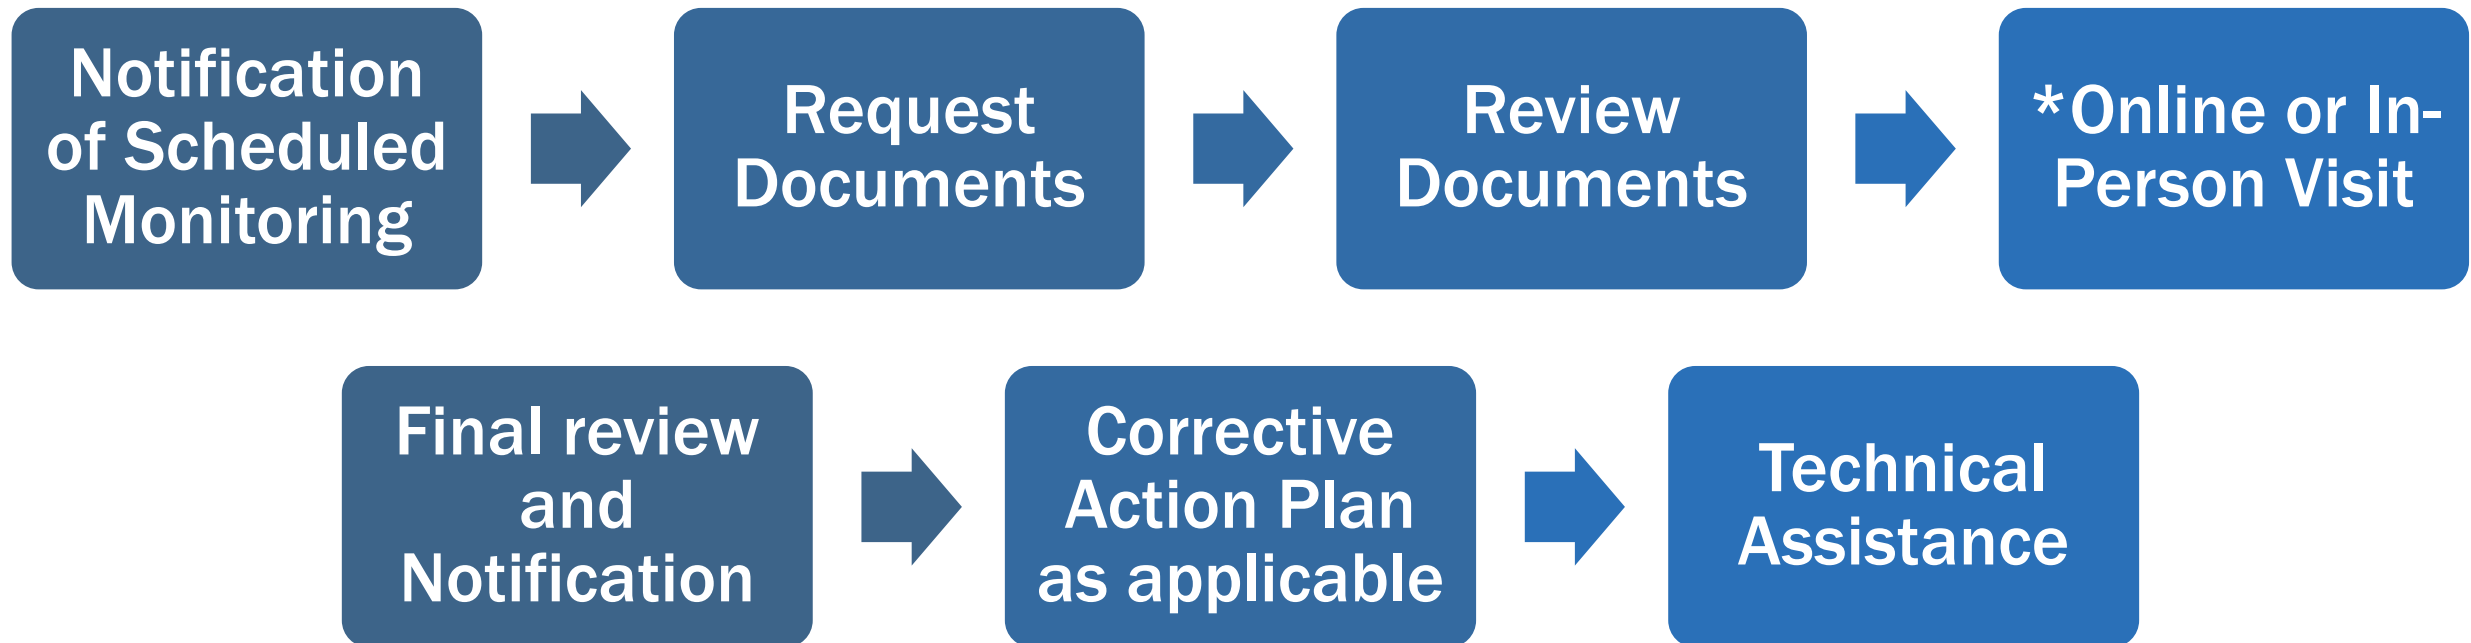 Notification
of Scheduled
Monitoring
Request
Documents
Review
Documents
*Online or In-
Person Visit
Final review
and
Notification
Corrective
Action Plan
as applicable
Technical
Assistance